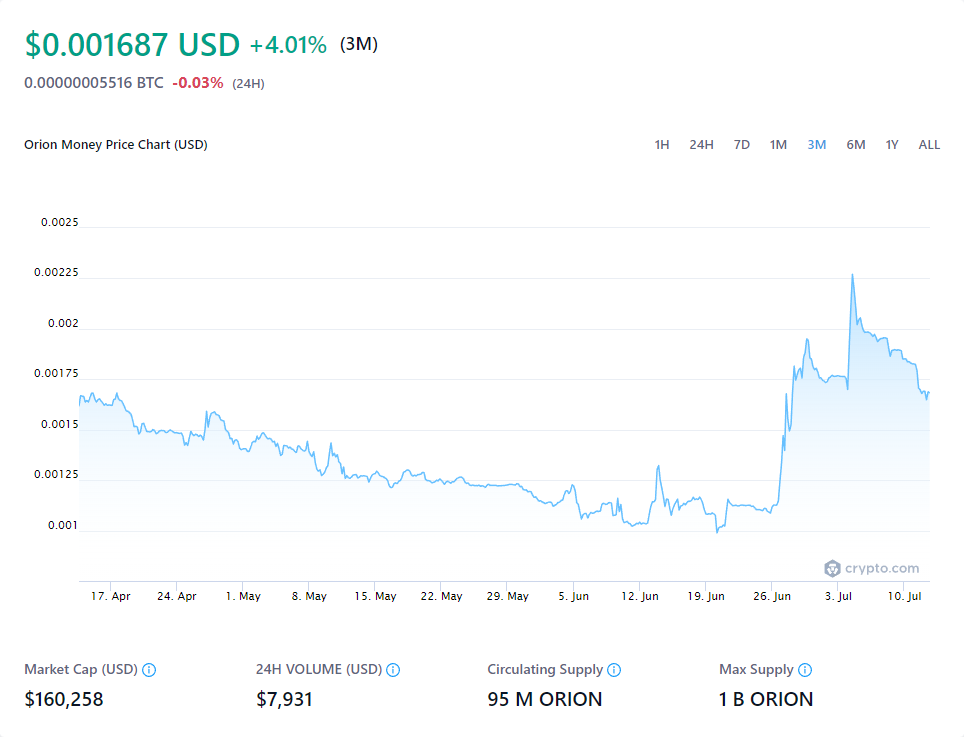 $0.001687 USD +4.01% (3M)
0.00000005516 BTC -0.03% (24H)
Orion Money Price Chart (USD) 1H 24H 7D 1M 3M 6M 1Y ALL
0.0025
0.00225
0.002
0.00175
0.0015
0.00125
0.001
crypto.com
17. Apr 24. Apr 1. May 8. May 15. May 22. May 29. May 5. Jun 12. Jun 19. Jun 26. Jun 3. Jul 10. Jul
Market Cap (USD) 24H VOLUME (USD) Circulating Supply Max Supply
$160,258 $7,931 95 M ORION 1 B ORION